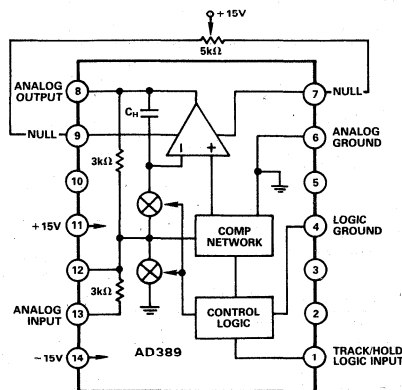 +15V
5kΩ
ANALOG
OUTPUT
8
7
NULL
CH
NULL
9
6
ANALOG
GROUND
–
+
3kΩ
10
5
+15V
11
COMP
NETWORK
4
LOGIC
GROUND
12
3
3kΩ
ANALOG
INPUT
13
CONTROL
LOGIC
2
–15V
14
AD389
1
TRACK/HOLD
LOGIC INPUT